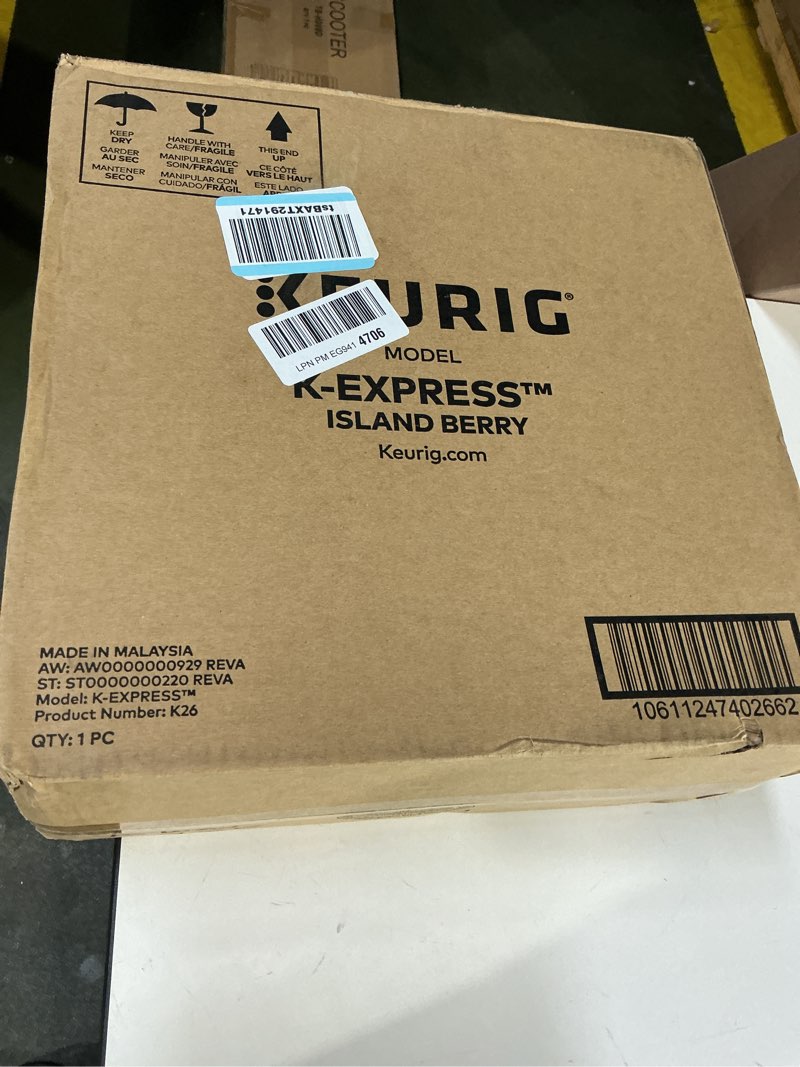 SCOOTER
KEEP
DRY
GARDER
AU SEC
MANTENER
SECO
HANDLE WITH
CARE/FRAGILE
MANIPULER AVEC
SOIN/FRAGILE
MANIPULAR CON
CUIDADO/FRÁGIL
THIS END
UP
CE CÔTÉ
VERS LE HAUT
ESTE LADO
tsBAXT291471
KEURIG®
LPN PM EG941 4706
MODEL
K-EXPRESS™
ISLAND BERRY
Keurig.com
MADE IN MALAYSIA
AW: AW0000000929 REVA
ST: ST0000000220 REVA
Model: K-EXPRESS™
Product Number: K26
QTY: 1 PC
10611247402662